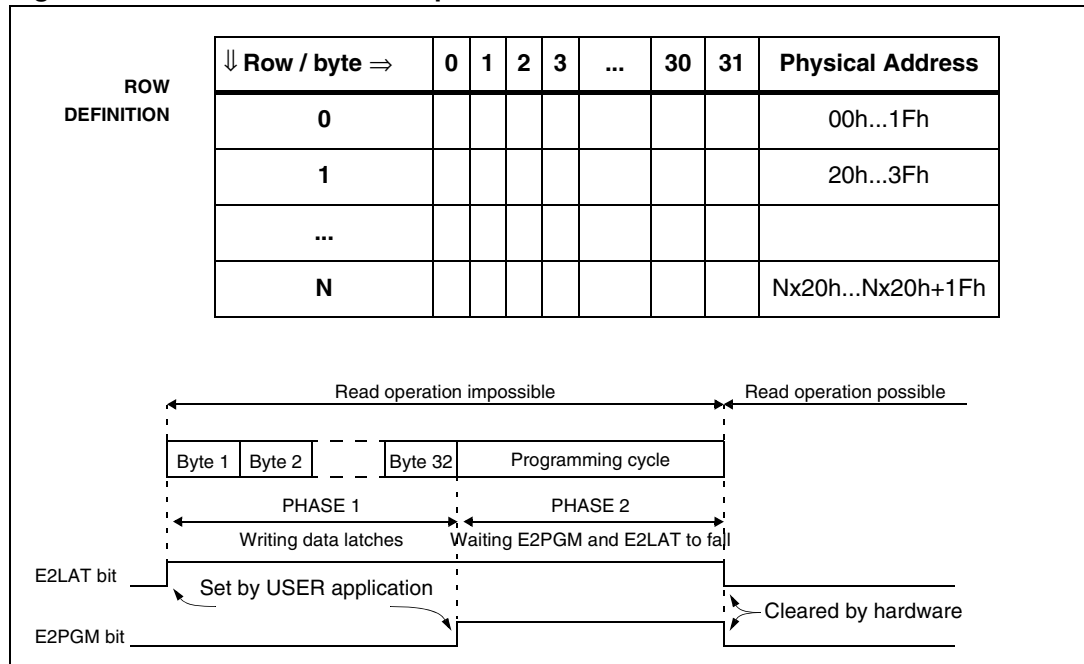 ⇓ Row / byte ⇒ 0 1 2 3 ... 30 31 Physical Address
ROW
DEFINITION
0 00h...1Fh
1 20h...3Fh
...
N Nx20h...Nx20h+1Fh
Read operation impossible Read operation possible
Byte 1 Byte 2 Byte 32 Programming cycle
PHASE 1 PHASE 2
Writing data latches Waiting E2PGM and E2LAT to fall
E2LAT bit
Set by USER application
Cleared by hardware
E2PGM bit